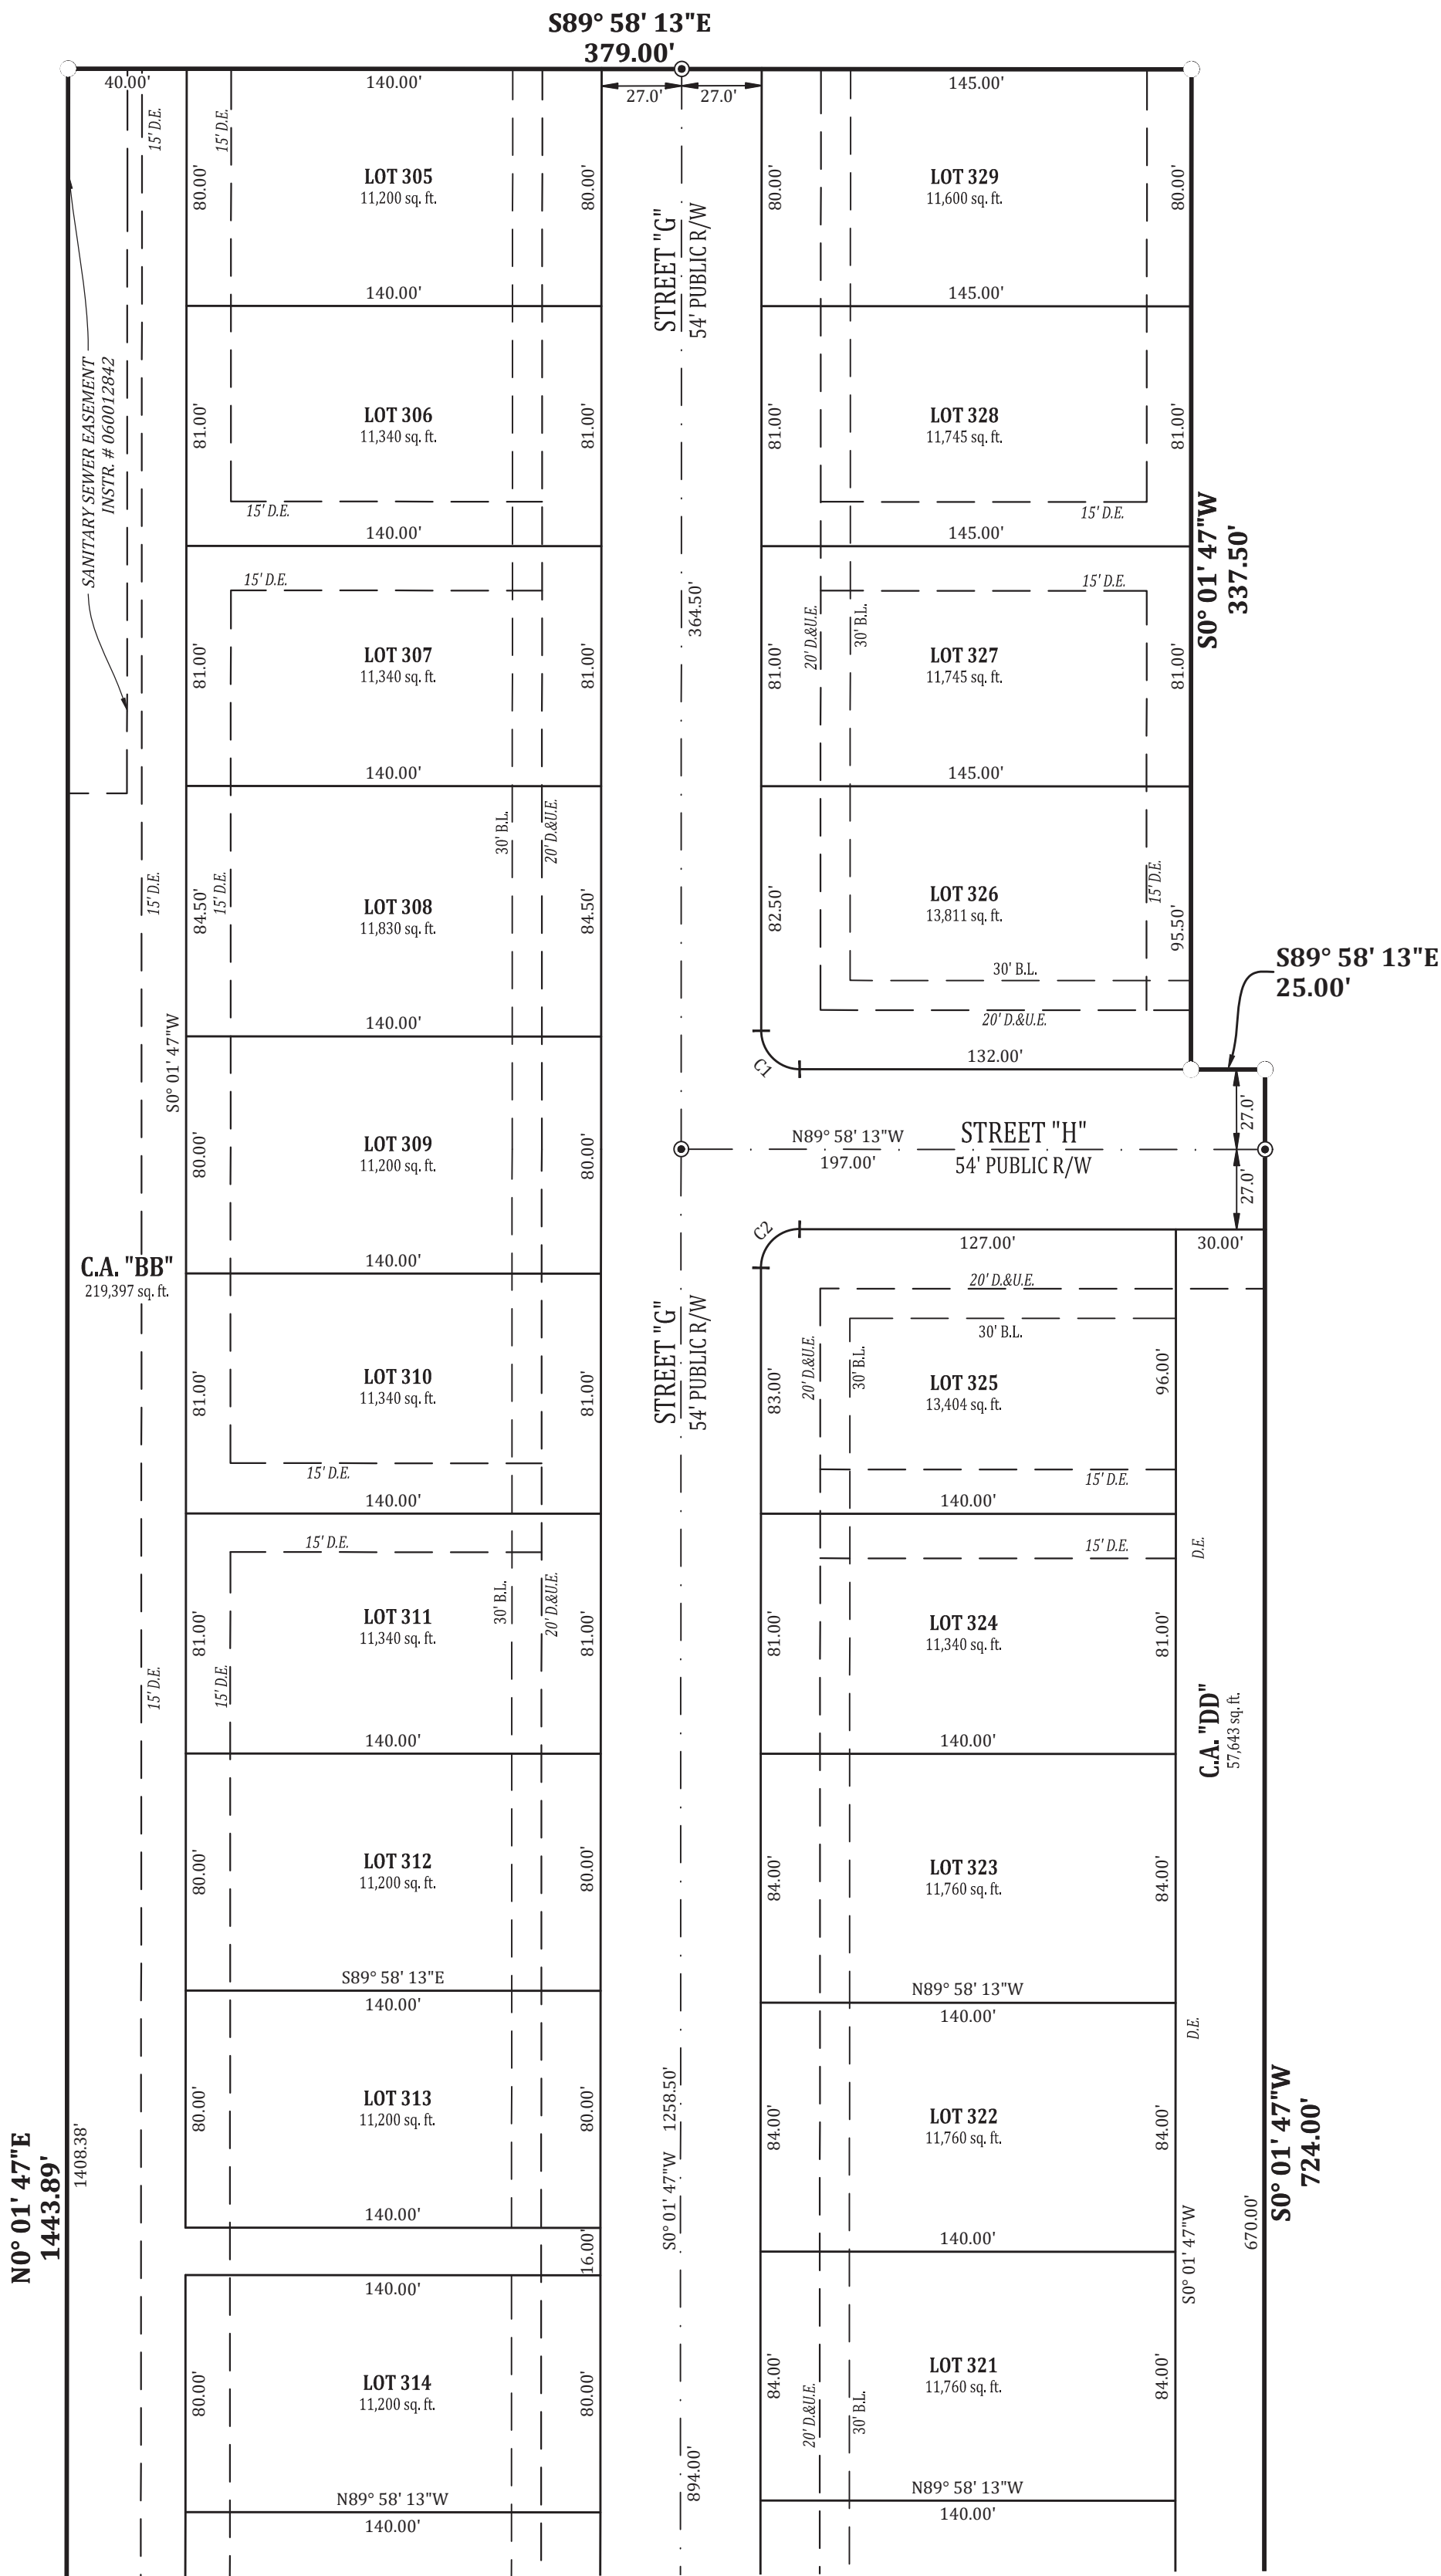 S89° 58' 13"E
379.00'
40.00'
140.00'
27.0'
27.0'
145.00'
15' D.E.
15' D.E.
80.00'
LOT 305
11,200 sq. ft.
80.00'
STREET "G"
54' PUBLIC R/W
80.00'
LOT 329
11,600 sq. ft.
80.00'
140.00'
145.00'
SANITARY SEWER EASEMENT
INSTR. # 060012842
81.00'
LOT 306
11,340 sq. ft.
81.00'
81.00'
LOT 328
11,745 sq. ft.
81.00'
15' D.E.
15' D.E.
140.00'
145.00'
S0° 01' 47"W
337.50'
15' D.E.
15' D.E.
364.50'
20' D.&U.E.
30' B.L.
81.00'
LOT 307
11,340 sq. ft.
81.00'
81.00'
LOT 327
11,745 sq. ft.
81.00'
140.00'
145.00'
30' B.L.
20' D.&U.E.
15' D.E.
84.50'
15' D.E.
LOT 308
11,830 sq. ft.
84.50'
82.50'
LOT 326
13,811 sq. ft.
15' D.E.
95.50'
S89° 58' 13"E
25.00'
30' B.L.
20' D.&U.E.
140.00'
S0° 01' 47"W
C1
132.00'
27.0'
80.00'
LOT 309
11,200 sq. ft.
80.00'
N89° 58' 13"W
197.00'
STREET "H"
54' PUBLIC R/W
27.0'
C2
127.00'
30.00'
C.A. "BB"
219,397 sq. ft.
140.00'
20' D.&U.E.
30' B.L.
STREET "G"
54' PUBLIC R/W
81.00'
LOT 310
11,340 sq. ft.
81.00'
83.00'
20' D.&U.E.
30' B.L.
LOT 325
13,404 sq. ft.
96.00'
15' D.E.
15' D.E.
140.00'
140.00'
15' D.E.
15' D.E.
D.E.
30' B.L.
20' D.&U.E.
81.00'
LOT 311
11,340 sq. ft.
81.00'
81.00'
LOT 324
11,340 sq. ft.
81.00'
15' D.E.
15' D.E.
C.A. "DD"
57,643 sq. ft.
140.00'
140.00'
80.00'
LOT 312
11,200 sq. ft.
80.00'
84.00'
LOT 323
11,760 sq. ft.
84.00'
S89° 58' 13"E
140.00'
N89° 58' 13"W
140.00'
D.E.
80.00'
LOT 313
11,200 sq. ft.
80.00'
S0° 01' 47"W 1258.50'
84.00'
LOT 322
11,760 sq. ft.
84.00'
S0° 01' 47"W
724.00'
N0° 01' 47"E
1443.89'
1408.38'
140.00'
16.00'
140.00'
140.00'
S0° 01' 47"W
670.00'
80.00'
LOT 314
11,200 sq. ft.
80.00'
84.00'
LOT 321
11,760 sq. ft.
84.00'
20' D.&U.E.
30' B.L.
894.00'
N89° 58' 13"W
140.00'
N89° 58' 13"W
140.00'